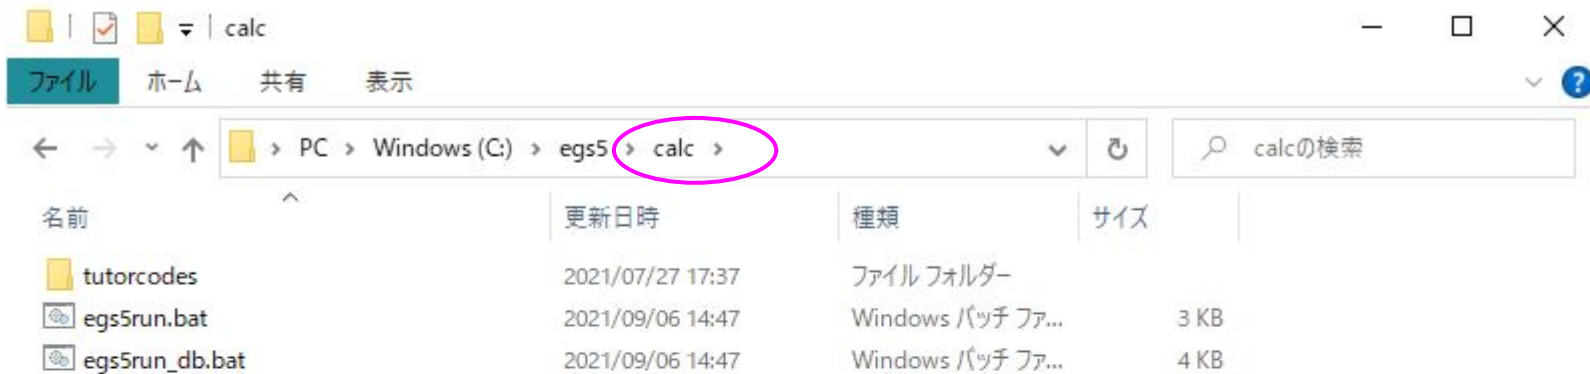 calc
ファイル ホーム 共有 表示 ?
PC > Windows (C:) > egs5 > calc > calcの検索
名前 更新日時 種類 サイズ
tutorcodes 2021/07/27 17:37 ファイル フォルダー
egs5run.bat 2021/09/06 14:47 Windows バッチ ファ... 3 KB
egs5run_db.bat 2021/09/06 14:47 Windows バッチ ファ... 4 KB